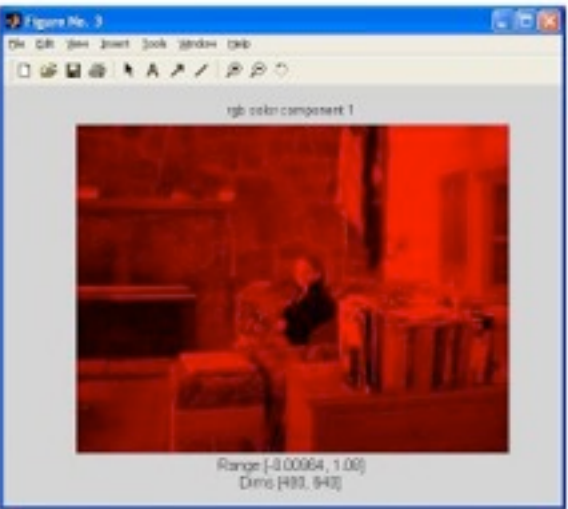 Figure No. 3
File Edit View Insert Tools Window Help
A
rgb color component 1
Range [-0.00964, 1.08]
Dims [480, 640]